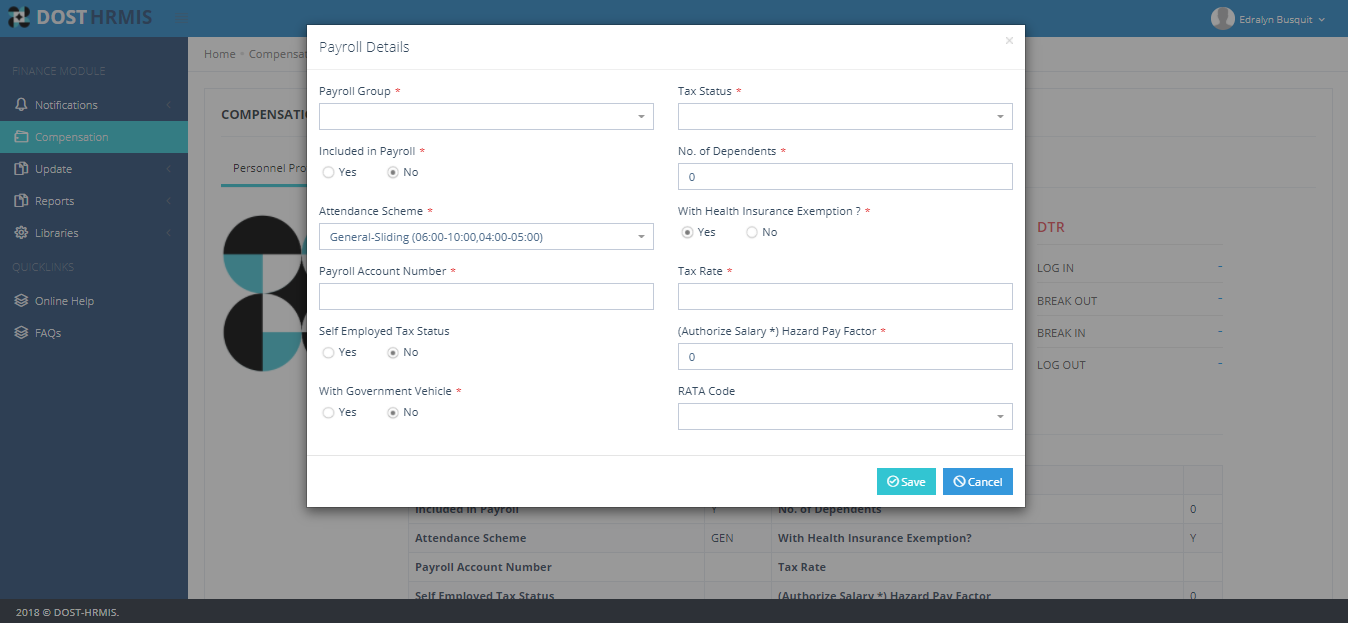 DOST HRMIS
Edralyn Busquit
FINANCE MODULE
Notifications
Compensation
Update
Reports
Libraries
QUICKLINKS
Online Help
FAQs
Home
COMPENSATI
Personnel Pro
Payroll Details
×
Payroll Group *
Tax Status *
Included in Payroll *
Yes No
No. of Dependents *
0
Attendance Scheme *
General-Sliding (06:00-10:00,04:00-05:00)
With Health Insurance Exemption ? *
Yes No
Payroll Account Number *
Tax Rate *
Self Employed Tax Status
Yes No
(Authorize Salary *) Hazard Pay Factor *
0
With Government Vehicle *
Yes No
RATA Code
Save Cancel
DTR
LOG IN -
BREAK OUT -
BREAK IN -
LOG OUT -
Included in Payroll Y No. of Dependents 0
Attendance Scheme GEN With Health Insurance Exemption? Y
Payroll Account Number Tax Rate
Self Employed Tax Status (Authorize Salary *) Hazard Pay Factor 0
2018 © DOST-HRMIS.